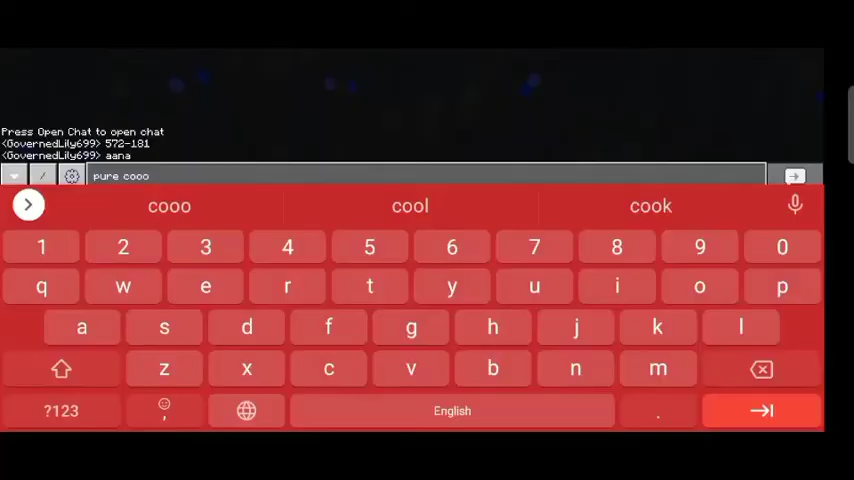 Press Open Chat to open chat
<GovernedLily699> 572-181
<GovernedLily699> aana
/ pure cooo
cooo cool cook
1 2 3 4 5 6 7 8 9 0
q w e r t y u i o p
a s d f g h j k l
z x c v b n m
?123 , English .